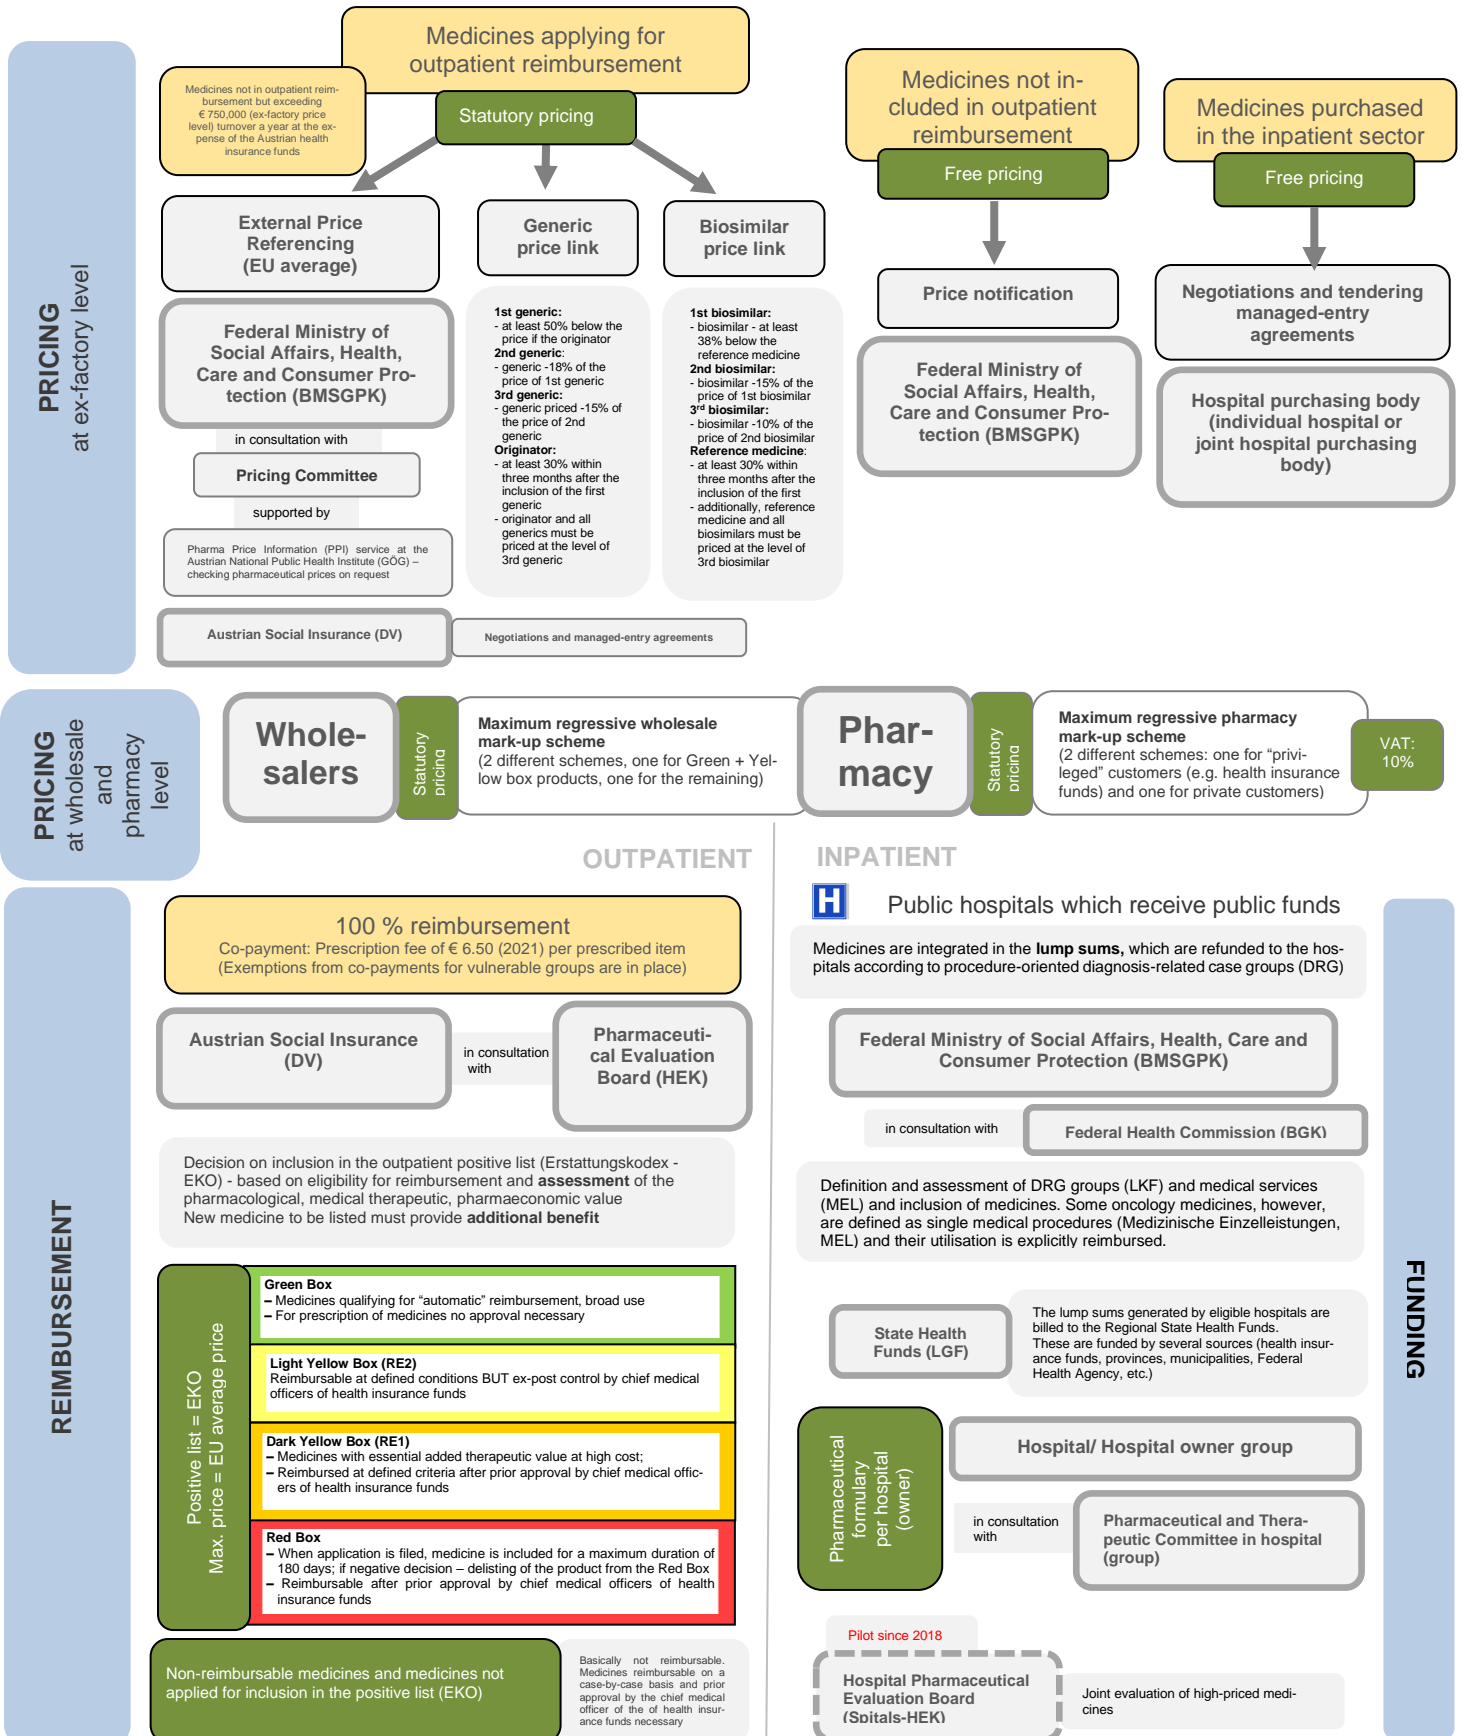 Medicines applying for
outpatient reimbursement
Medicines not in outpatient reim-
bursement but exceeding
€ 750,000 (ex-factory price
level) turnover a year at the ex-
pense of the Austrian health
insurance funds
Statutory pricing
Medicines not in-
cluded in outpatient
reimbursement
Free pricing
Medicines purchased
in the inpatient sector
Free pricing
PRICING
at ex-factory level
External Price
Referencing
(EU average)
Generic
price link
Biosimilar
price link
Price notification
Negotiations and tendering
managed-entry
agreements
Federal Ministry of
Social Affairs, Health,
Care and Consumer Pro-
tection (BMSGPK)
in consultation with
Pricing Committee
supported by
Pharma Price Information (PPI) service at the
Austrian National Public Health Institute (GÖG) –
checking pharmaceutical prices on request
1st generic:
- at least 50% below the
price if the originator
2nd generic:
- generic -18% of the
price of 1st generic
3rd generic:
- generic priced -15% of
the price of 2nd
generic
Originator:
- at least 30% within
three months after the
inclusion of the first
generic
- originator and all
generics must be
priced at the level of
3rd generic
1st biosimilar:
- biosimilar - at least
38% below the
reference medicine
2nd biosimilar:
- biosimilar -15% of the
price of 1st biosimilar
3rd biosimilar:
- biosimilar -10% of the
price of 2nd biosimilar
Reference medicine:
- at least 30% within
three months after the
inclusion of the first
- additionally, reference
medicine and all
biosimilars must be
priced at the level of
3rd biosimilar
Federal Ministry of
Social Affairs, Health,
Care and Consumer Pro-
tection (BMSGPK)
Hospital purchasing body
(individual hospital or
joint hospital purchasing
body)
Austrian Social Insurance (DV)
Negotiations and managed-entry agreements
PRICING
at wholesale
and
pharmacy
level
Whole-
salers
Statutory
pricing
Maximum regressive wholesale
mark-up scheme
(2 different schemes, one for Green + Yel-
low box products, one for the remaining)
Phar-
macy
Statutory
pricing
Maximum regressive pharmacy
mark-up scheme
(2 different schemes: one for “privi-
leged” customers (e.g. health insurance
funds) and one for private customers)
VAT:
10%
OUTPATIENT
INPATIENT
REIMBURSEMENT
100 % reimbursement
Co-payment: Prescription fee of € 6.50 (2021) per prescribed item
(Exemptions from co-payments for vulnerable groups are in place)
Austrian Social Insurance
(DV)
in consultation
with
Pharmaceuti-
cal Evaluation
Board (HEK)
Decision on inclusion in the outpatient positive list (Erstattungskodex -
EKO) - based on eligibility for reimbursement and assessment of the
pharmacological, medical therapeutic, pharmaeconomic value
New medicine to be listed must provide additional benefit
Positive list = EKO
Max. price = EU average price
Green Box
– Medicines qualifying for “automatic” reimbursement, broad use
– For prescription of medicines no approval necessary
Light Yellow Box (RE2)
Reimbursable at defined conditions BUT ex-post control by chief medical
officers of health insurance funds
Dark Yellow Box (RE1)
– Medicines with essential added therapeutic value at high cost;
– Reimbursed at defined criteria after prior approval by chief medical offic-
ers of health insurance funds
Red Box
– When application is filed, medicine is included for a maximum duration of
180 days; if negative decision – delisting of the product from the Red Box
– Reimbursable after prior approval by chief medical officers of health
insurance funds
Non-reimbursable medicines and medicines not
applied for inclusion in the positive list (EKO)
Basically not reimbursable.
Medicines reimbursable on a
case-by-case basis and prior
approval by the chief medical
officer of the of health insur-
ance funds necessary
H
Public hospitals which receive public funds
Medicines are integrated in the lump sums, which are refunded to the hos-
pitals according to procedure-oriented diagnosis-related case groups (DRG)
Federal Ministry of Social Affairs, Health, Care and
Consumer Protection (BMSGPK)
in consultation with
Federal Health Commission (BGK)
Definition and assessment of DRG groups (LKF) and medical services
(MEL) and inclusion of medicines. Some oncology medicines, however,
are defined as single medical procedures (Medizinische Einzelleistungen,
MEL) and their utilisation is explicitly reimbursed.
State Health
Funds (LGF)
The lump sums generated by eligible hospitals are
billed to the Regional State Health Funds.
These are funded by several sources (health insur-
ance funds, provinces, municipalities, Federal
Health Agency, etc.)
Pharmaceutical
formulary
per hospital
(owner)
Hospital/ Hospital owner group
in consultation
with
Pharmaceutical and Thera-
peutic Committee in hospital
(group)
Pilot since 2018
Hospital Pharmaceutical
Evaluation Board
(Spitals-HEK)
Joint evaluation of high-priced medi-
cines
FUNDING